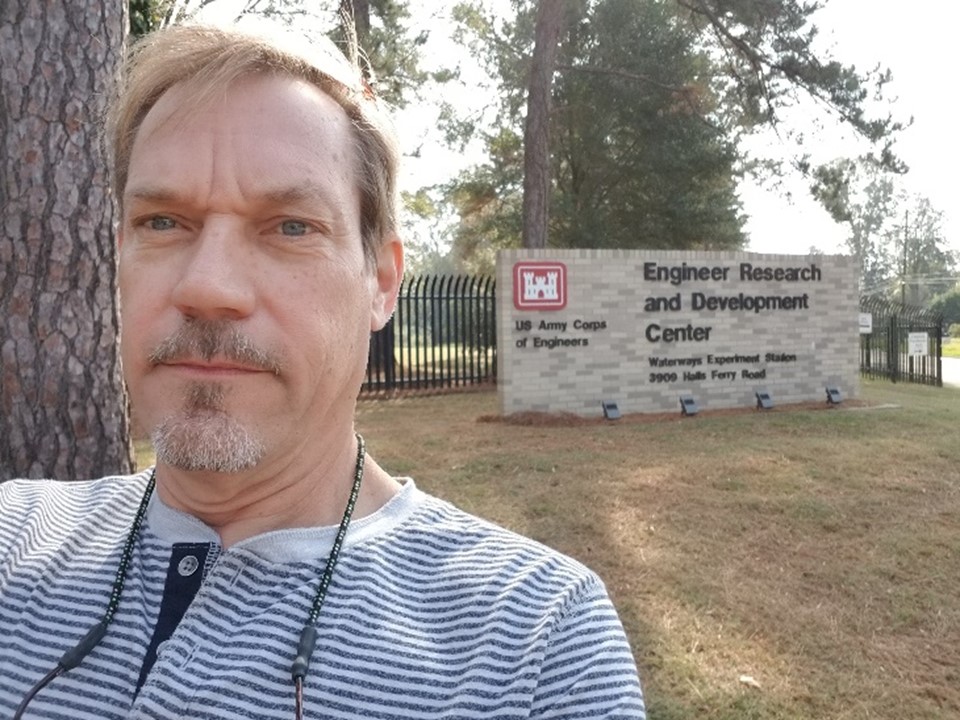 US Army Corps
of Engineers
Engineer Research
and Development
Center
Waterways Experiment Station
3909 Halls Ferry Road